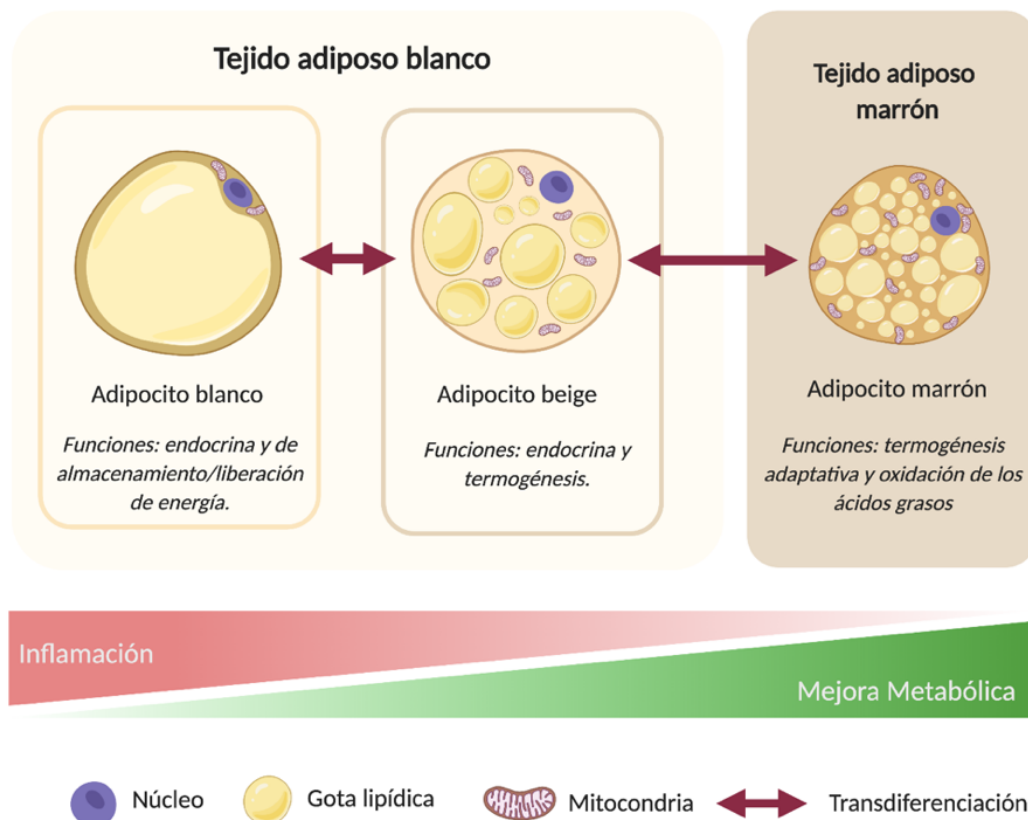 Tejido adiposo blanco
Tejido adiposo
marrón
Adipocito blanco
Funciones: endocrina y de
almacenamiento/liberación
de energía.
Adipocito beige
Funciones: endocrina y
termogénesis.
Adipocito marrón
Funciones: termogénesis
adaptativa y oxidación de los
ácidos grasos
Inflamación
Mejora Metabólica
Núcleo
Gota lipídica
Mitocondria
Transdiferenciación